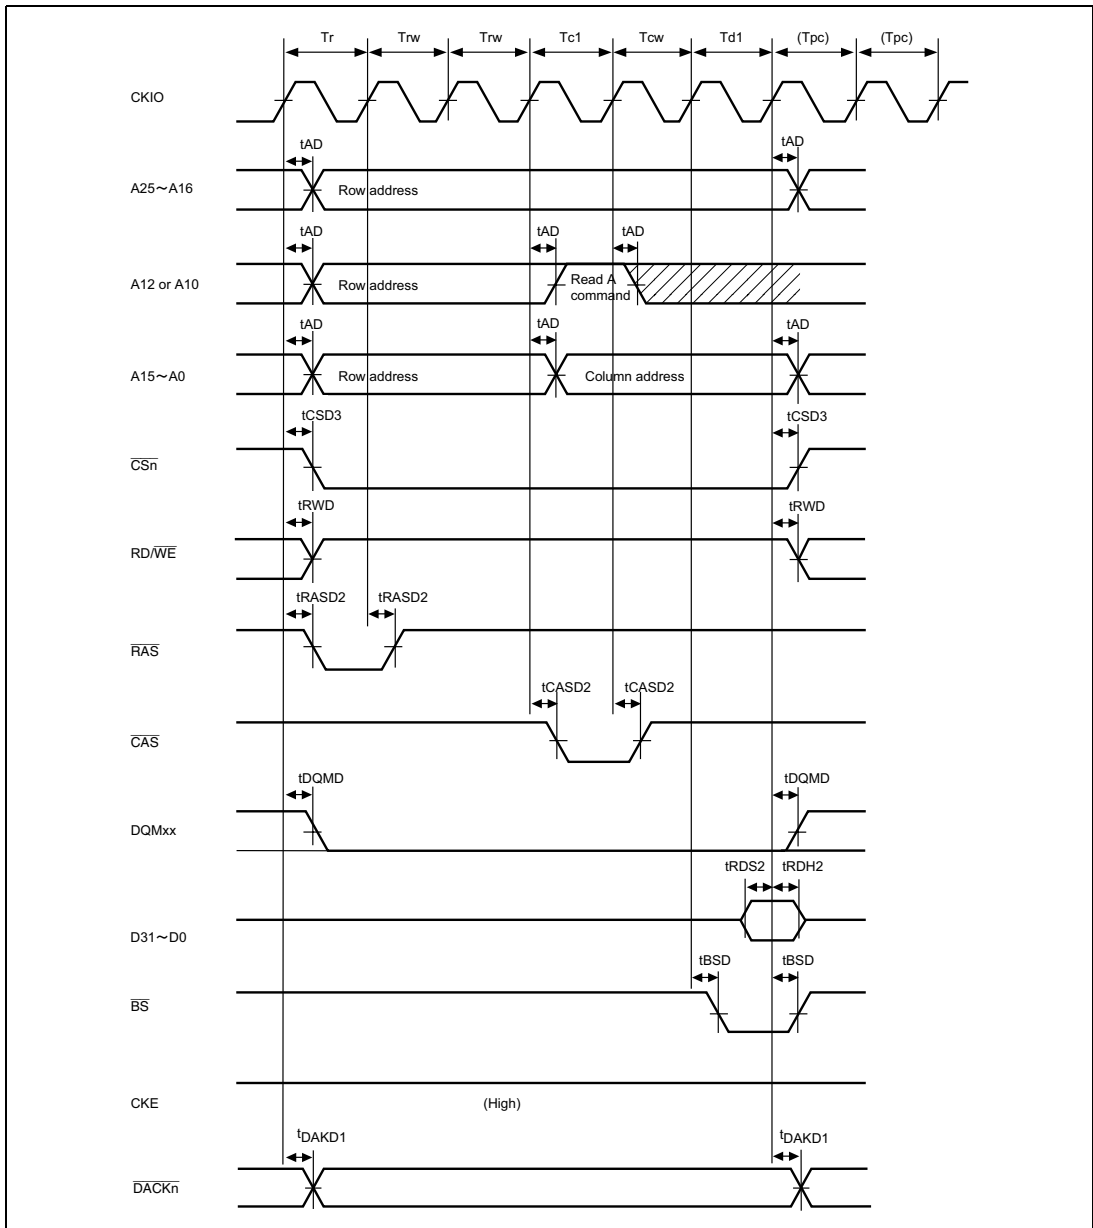 Tr Trw Trw Tc1 Tcw Td1 (Tpc) (Tpc)
CKIO
tAD tAD
A25～A16 Row address
tAD tAD tAD
A12 or A10 Row address Read A
command
tAD tAD tAD
A15～A0 Row address Column address
tCSD3 tCSD3
CSn
tRWD tRWD
RD/WE
tRASD2 tRASD2
RAS
tCASD2 tCASD2
CAS
tDQMD tDQMD
DQMxx
tRDS2 tRDH2
D31～D0
tBSD tBSD
BS
CKE (High)
tDAKD1 tDAKD1
DACKn